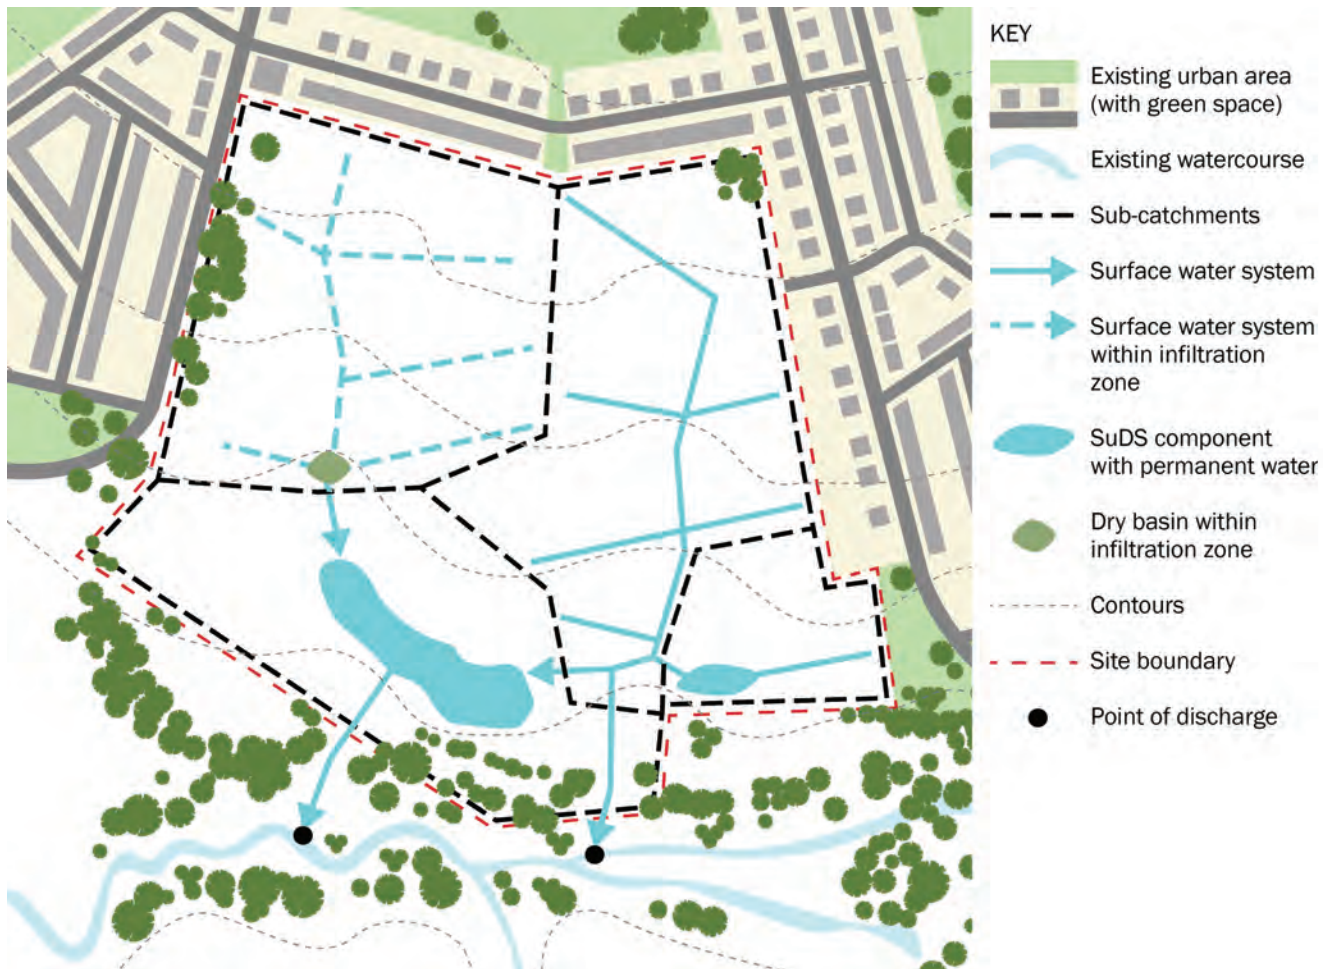 KEY
Existing urban area
(with green space)
Existing watercourse
Sub-catchments
Surface water system
Surface water system
within infiltration
zone
SuDS component
with permanent water
Dry basin within
infiltration zone
Contours
Site boundary
Point of discharge